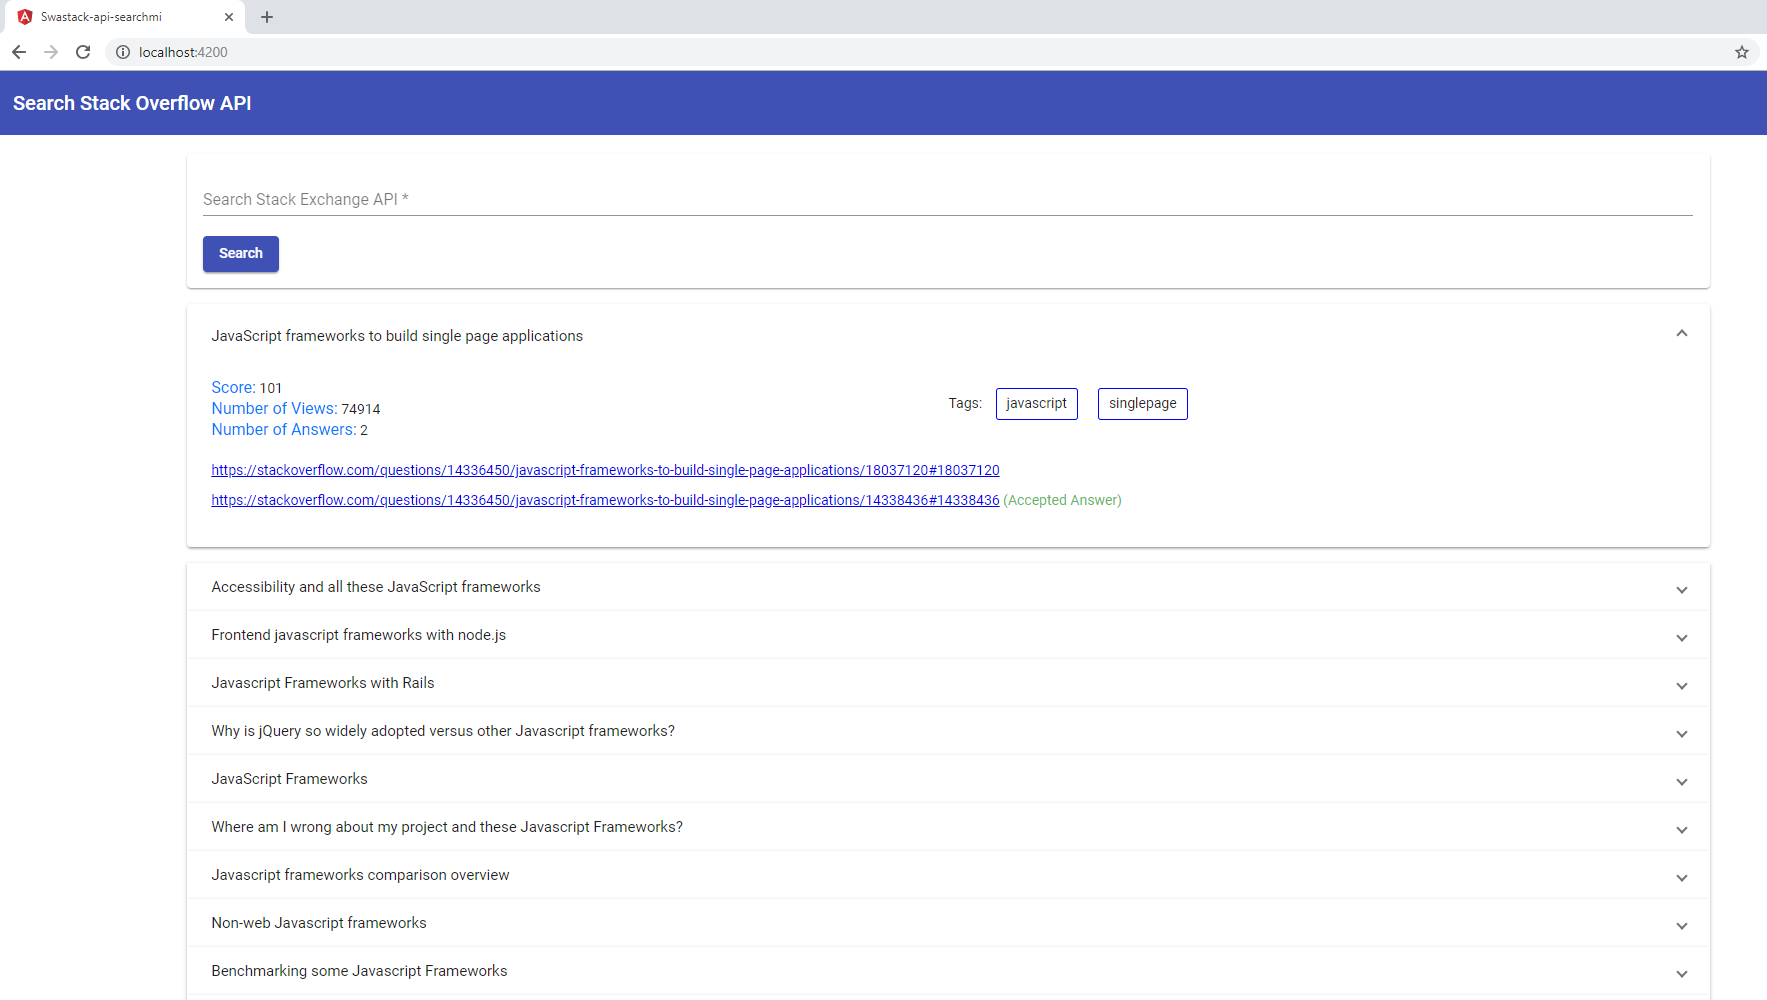 Swastack-api-searchmi
localhost:4200
Search Stack Overflow API
Search Stack Exchange API *
Search
JavaScript frameworks to build single page applications
Score: 101
Number of Views: 74914
Number of Answers: 2
Tags: javascript singlepage
https://stackoverflow.com/questions/14336450/javascript-frameworks-to-build-single-page-applications/18037120#18037120
https://stackoverflow.com/questions/14336450/javascript-frameworks-to-build-single-page-applications/14338436#14338436 (Accepted Answer)
Accessibility and all these JavaScript frameworks
Frontend javascript frameworks with node.js
Javascript Frameworks with Rails
Why is jQuery so widely adopted versus other Javascript frameworks?
JavaScript Frameworks
Where am I wrong about my project and these Javascript Frameworks?
Javascript frameworks comparison overview
Non-web Javascript frameworks
Benchmarking some Javascript Frameworks